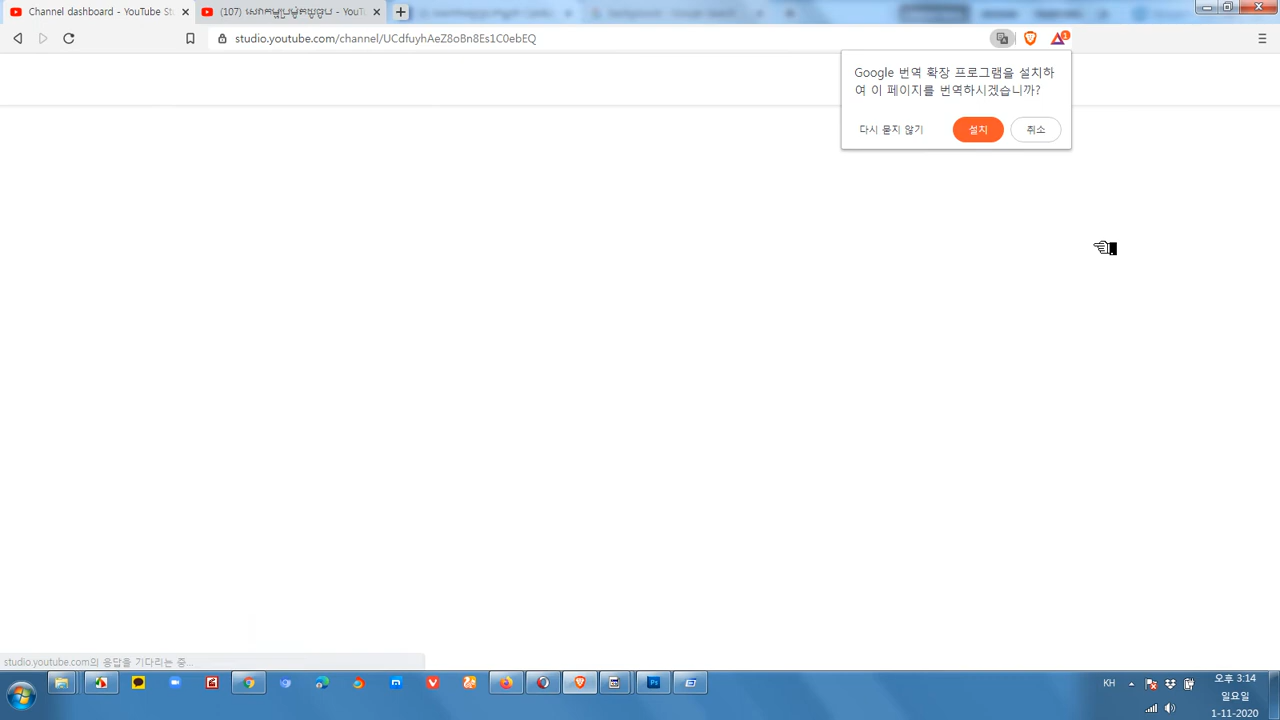 Channel dashboard - YouTube St
studio.youtube.com/channel/UCdfuyhAeZ8oBn8Es1C0ebEQ
1
Google 번역 확장 프로그램을 설치하
여 이 페이지를 번역하시겠습니까?
다시 묻지 않기
설치
취소
studio.youtube.com의 응답을 기다리는 중...
KH
오후 3:14
일요일
1-11-2020